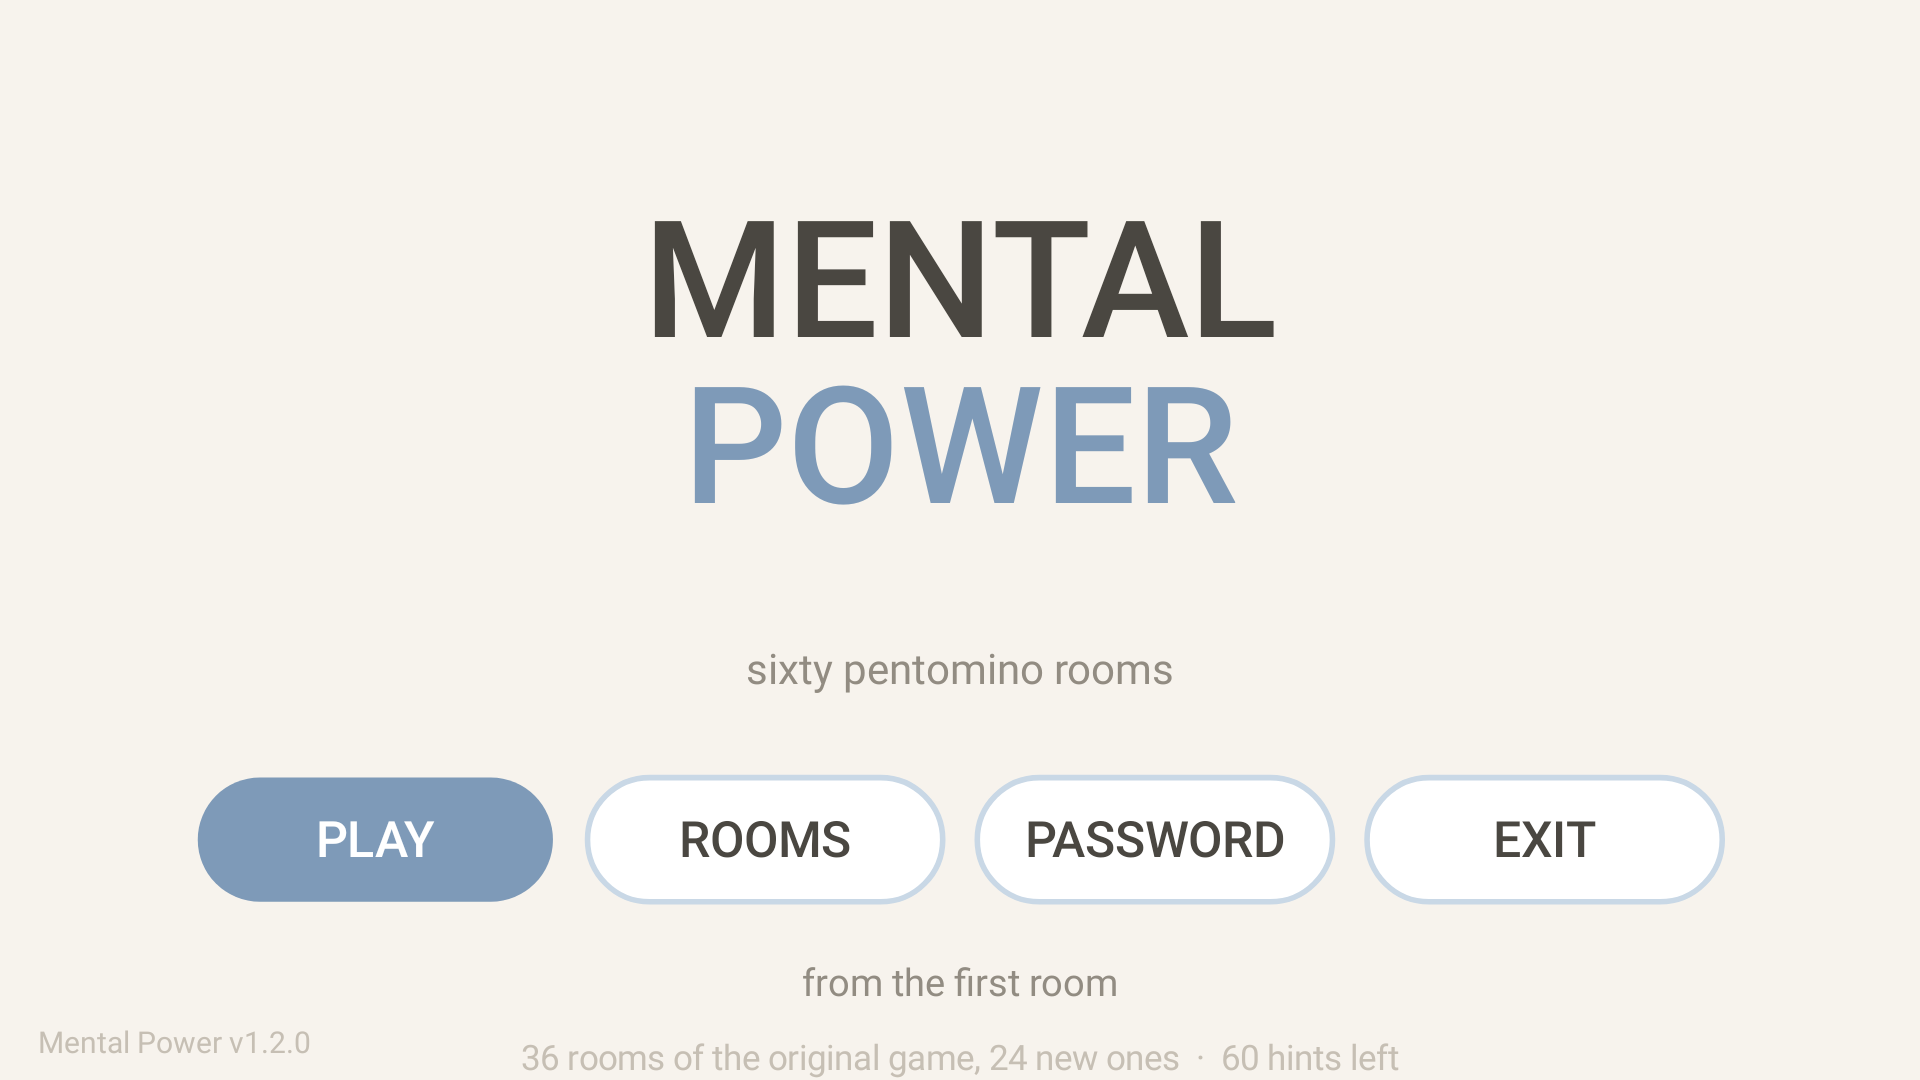 MENTAL
POWER
sixty pentomino rooms
PLAY
ROOMS
PASSWORD
EXIT
from the first room
Mental Power v1.2.0
36 rooms of the original game, 24 new ones · 60 hints left